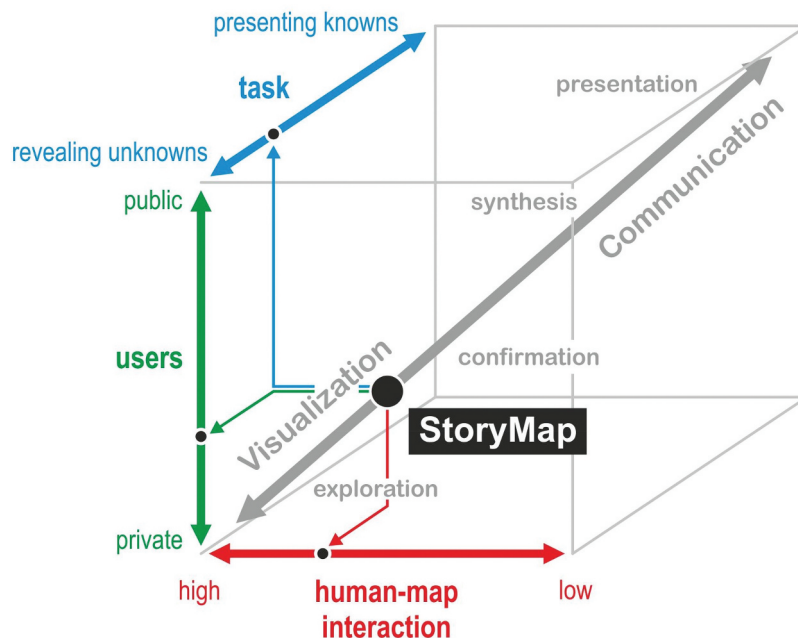 presenting knowns
task
revealing unknowns
public
users
private
high
human-map
interaction
low
presentation
synthesis
confirmation
exploration
Communication
Visualization
StoryMap